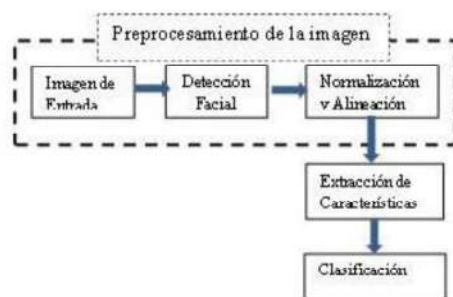 Preprocesamiento de la imagen
Imagen de
Entrada
Detección
Facial
Normalización
y Alineación
Extracción de
Características
Clasificación